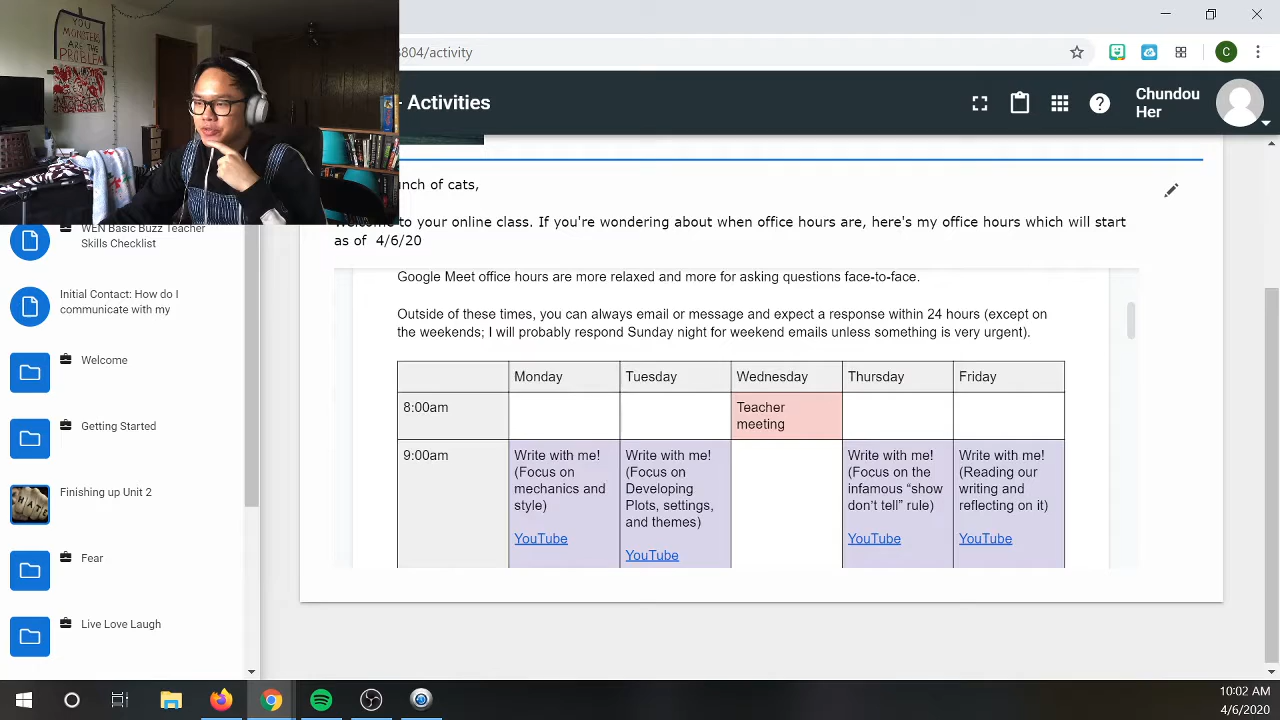 YOU
MONSTERS
ARE THE
PROBLEM
8804/activity
C
- Activities
Chundou
Her
unch of cats,
to your online class. If you're wondering about when office hours are, here's my office hours which will start
as of 4/6/20
WEN Basic Buzz Teacher
Skills Checklist
Initial Contact: How do I
communicate with my
Welcome
Getting Started
Finishing up Unit 2
Fear
Live Love Laugh
Google Meet office hours are more relaxed and more for asking questions face-to-face.
Outside of these times, you can always email or message and expect a response within 24 hours (except on
the weekends; I will probably respond Sunday night for weekend emails unless something is very urgent).
Monday Tuesday Wednesday Thursday Friday
8:00am
Teacher
meeting
9:00am
Write with me!
(Focus on
mechanics and
style)
YouTube
Write with me!
(Focus on
Developing
Plots, settings,
and themes)
YouTube
Write with me!
(Focus on the
infamous “show
don’t tell” rule)
YouTube
Write with me!
(Reading our
writing and
reflecting on it)
YouTube
10:02 AM
4/6/2020